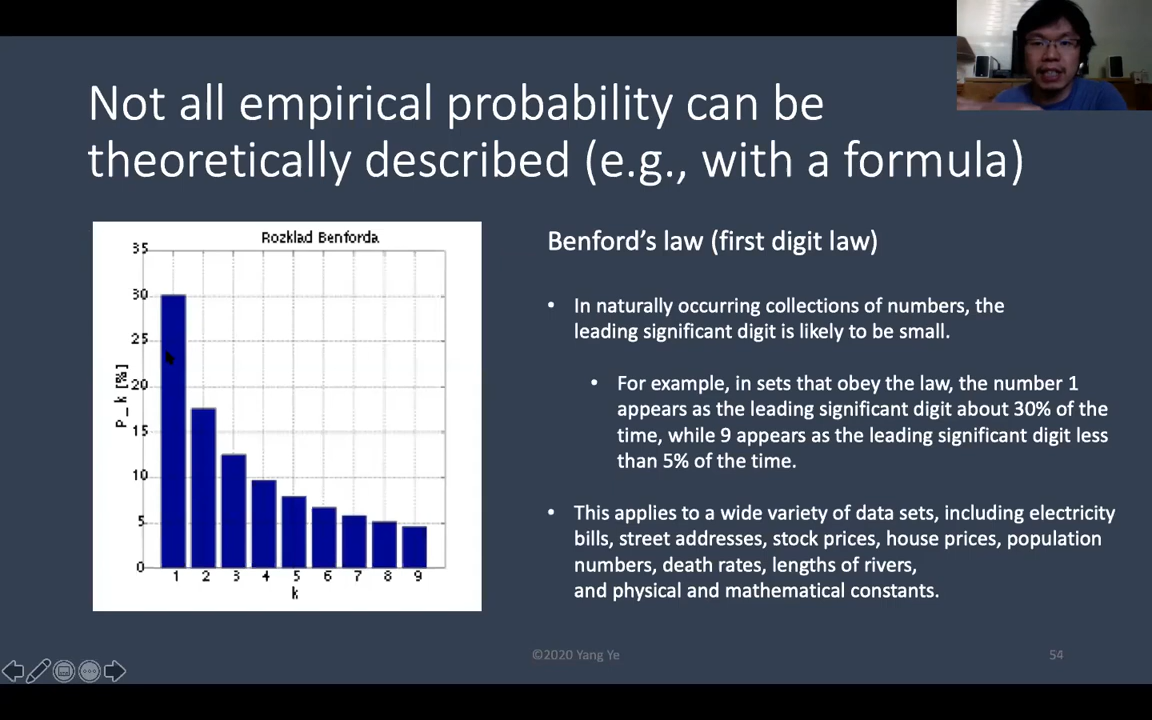 Not all empirical probability can be
theoretically described (e.g., with a formula)
Rozklad Benforda
35
30
25
20
15
10
5
0
P_k [%]
1 2 3 4 5 6 7 8 9
k
Benford’s law (first digit law)
• In naturally occurring collections of numbers, the
leading significant digit is likely to be small.
• For example, in sets that obey the law, the number 1
appears as the leading significant digit about 30% of the
time, while 9 appears as the leading significant digit less
than 5% of the time.
• This applies to a wide variety of data sets, including electricity
bills, street addresses, stock prices, house prices, population
numbers, death rates, lengths of rivers,
and physical and mathematical constants.
©2020 Yang Ye
54